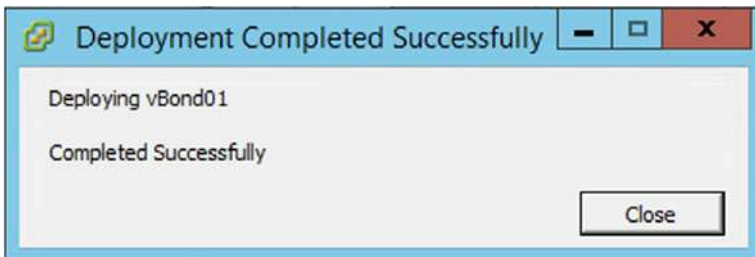 Deployment Completed Successfully
Deploying vBond01
Completed Successfully
Close